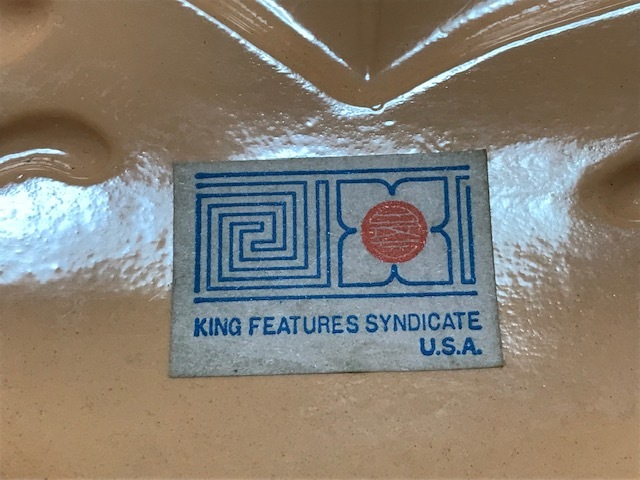 KING FEATURES SYNDICATE
U.S.A.